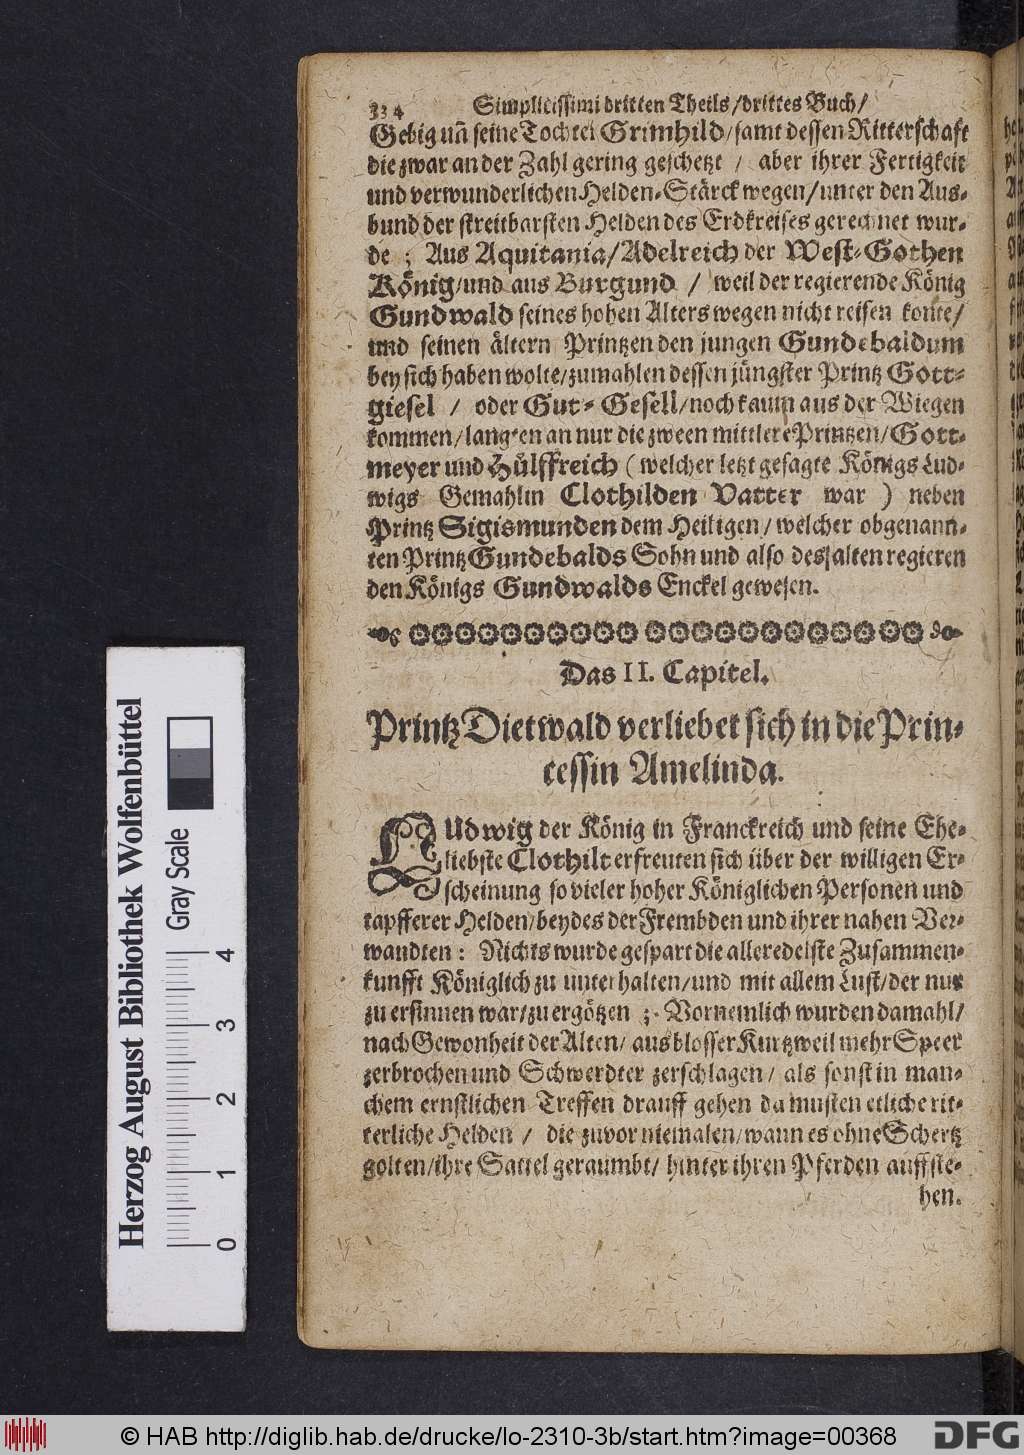 334 Simplicissimi dritten Theils/drittes Buch/
Gebig uñ seine Tochter Grimhild/samt dessen Ritterschaft
die zwar an der Zahl gering geschetzt / aber ihrer Fertigkeit
und verwunderlichen Helden-Stärck wegen/unter den Aus-
bund der streitbarsten Helden des Erdkreises gerechnet wur-
de ; Aus Aquitania/Adelreich der West-Gothen
König/und aus Burgund / weil der regierende König
Gundwald seines hohen Alters wegen nicht reisen konte/
und seinen ältern Printzen den jungen Gundebaldum
bey sich haben wolte/zumahlen dessen jüngster Printz Gott-
giesel / oder Gut-Gesell/noch kaum aus der Wiegen
kommen/langten an nur die zween mittlere Printzen/Gott-
meyer und Hülffreich ( welcher letzt gesagte Königs Lud-
wigs Gemahlin Clothilden Vatter war ) neben
Printz Sigismunden dem Heiligen/welcher obgenann-
ten Printz Gundebalds Sohn und also des alten regieren
den Königs Gundwalds Enckel gewesen.
Das II. Capitel.
Printz Dietwald verliebet sich in die Prin-
cessin Amelinda.
LUdwig der König in Franckreich und seine Ehe-
liebste Clothilt erfreuten sich über der willigen Er-
scheinung so vieler hoher Königlichen Personen und
tapfferer Helden/beydes der Frembden und ihrer nahen Ver-
wandten: Nichts wurde gespart die alleredelste Zusammen-
kunfft Königlich zu unterhalten/und mit allem Lust/der nur
zu ersinnen war/zu ergötzen ; Vornemlich wurden damahl/
nach Gewonheit der Alten/ aus blosser Kurtzweil mehr Speer
zerbrochen und Schwerdter zerschlagen/ als sonst in man-
chem ernstlichen Treffen drauff gehen da musten etliche rit-
terliche Helden / die zuvor niemalen/wann es ohne Schertz
golten/ihre Sattel geraumbt/ hinter ihren Pferden auffste-
hen.
Herzog August Bibliothek Wolfenbüttel
Gray Scale
0 1 2 3 4
© HAB http://diglib.hab.de/drucke/lo-2310-3b/start.htm?image=00368
DFG